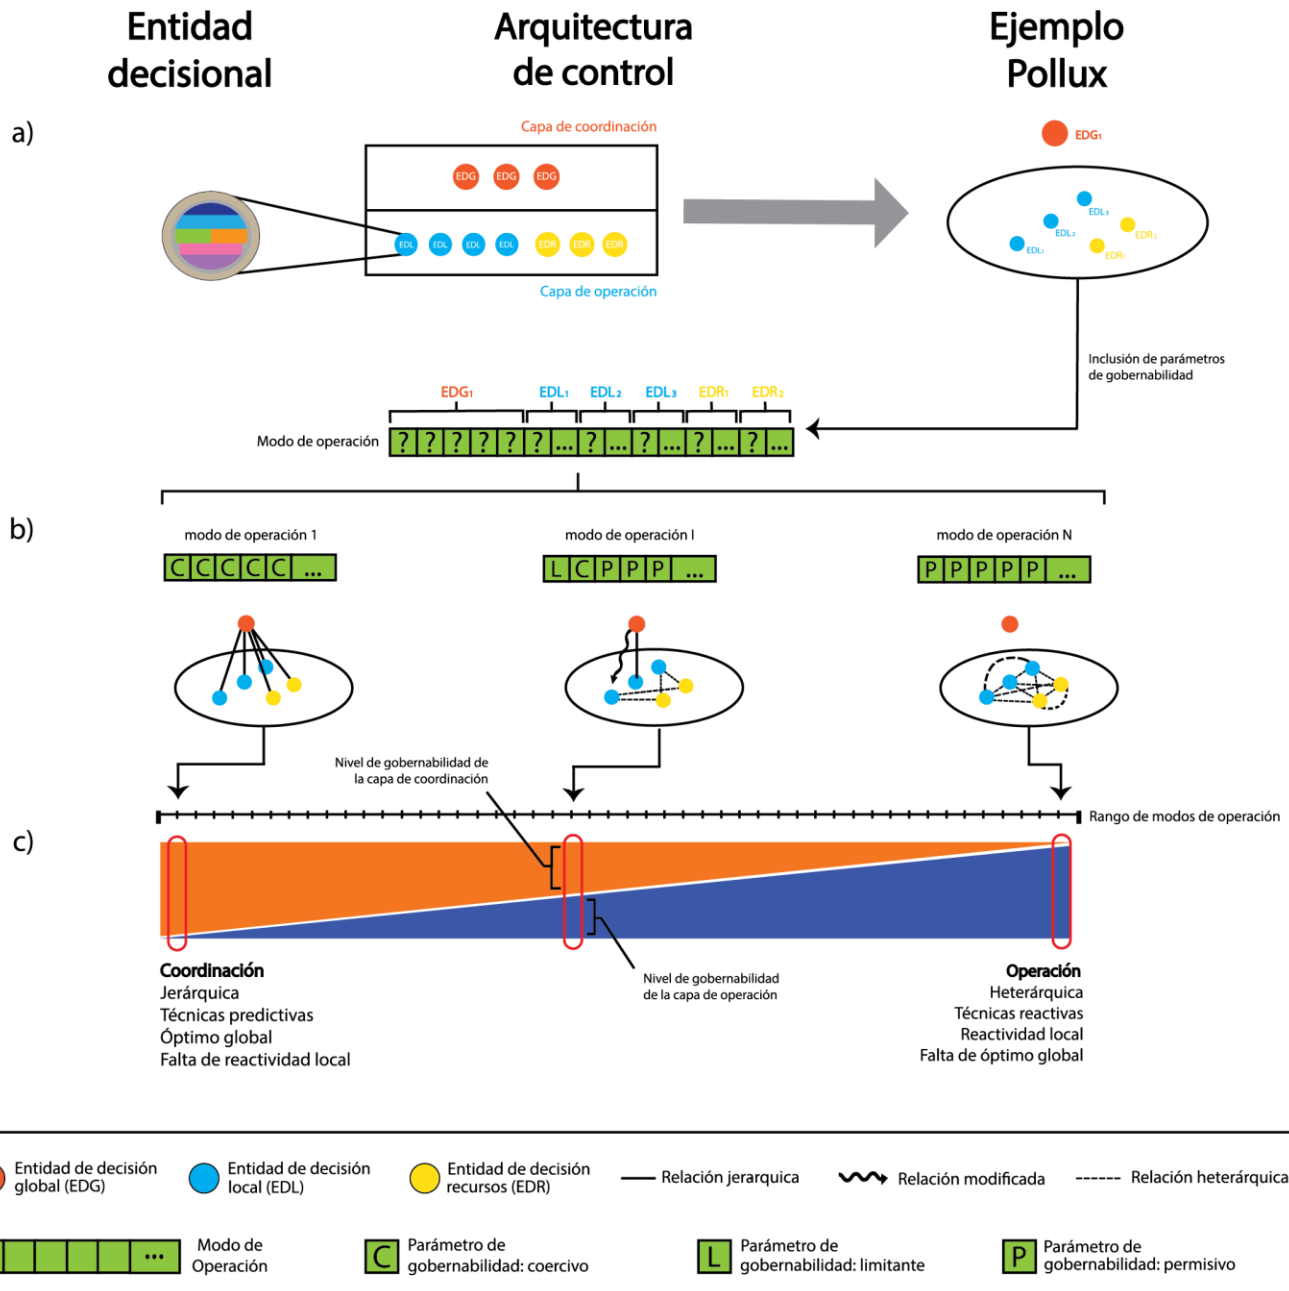 Entidad
decisional
Arquitectura
de control
Ejemplo
Pollux
a)
Capa de coordinación
EDG EDG EDG
EDL EDL EDL EDL EDR EDR EDR
Capa de operación
EDG1
EDL3
EDL2
EDR2
EDL1
EDR1
Inclusión de parámetros
de gobernabilidad
EDG1 EDL1 EDL2 EDL3 EDR1 EDR2
Modo de operación
? ? ? ? ? ? ... ? ... ? ... ? ... ? ...
b)
modo de operación 1
C C C C C ...
modo de operación I
L C P P P ...
modo de operación N
P P P P P ...
Nivel de gobernabilidad de
la capa de coordinación
Rango de modos de operación
c)
Nivel de gobernabilidad
de la capa de operación
Coordinación
Jerárquica
Técnicas predictivas
Óptimo global
Falta de reactividad local
Operación
Heterárquica
Técnicas reactivas
Reactividad local
Falta de óptimo global
Entidad de decisión
global (EDG)
Entidad de decisión
local (EDL)
Entidad de decisión
recursos (EDR)
Relación jerarquica
Relación modificada
Relación heterárquica
...
Modo de
Operación
C
Parámetro de
gobernabilidad: coercivo
L
Parámetro de
gobernabilidad: limitante
P
Parámetro de
gobernabilidad: permisivo